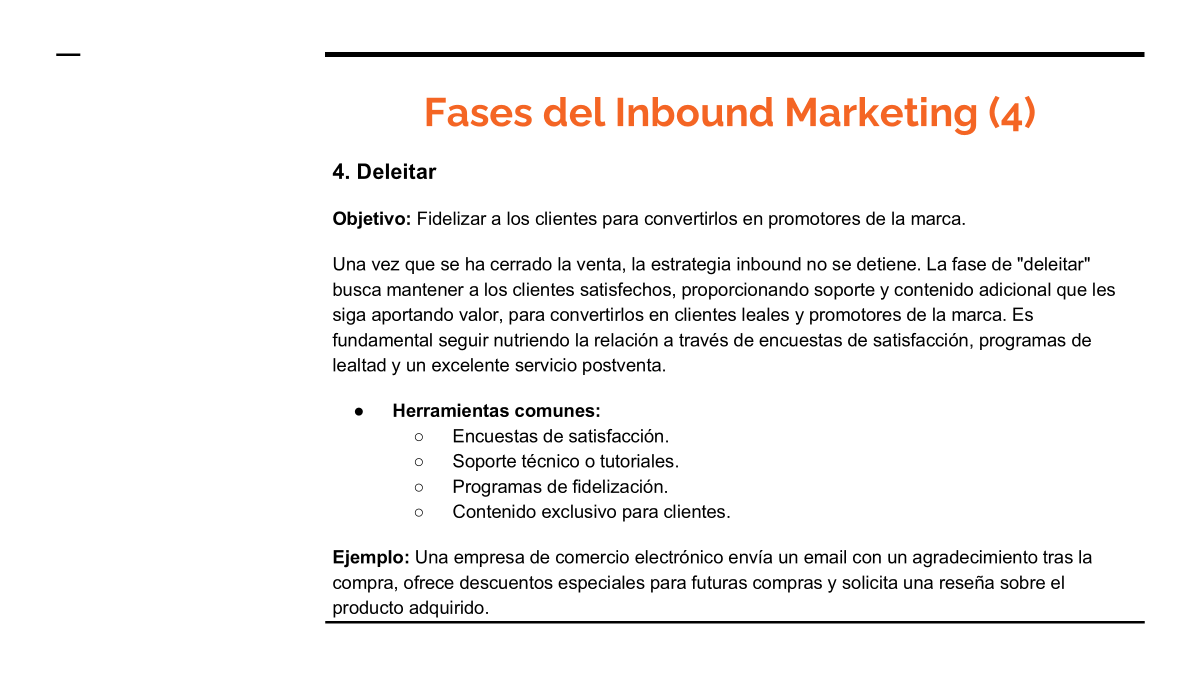 Fases del Inbound Marketing (4)
4. Deleitar
Objetivo: Fidelizar a los clientes para convertirlos en promotores de la marca.
Una vez que se ha cerrado la venta, la estrategia inbound no se detiene. La fase de "deleitar"
busca mantener a los clientes satisfechos, proporcionando soporte y contenido adicional que les
siga aportando valor, para convertirlos en clientes leales y promotores de la marca. Es
fundamental seguir nutriendo la relación a través de encuestas de satisfacción, programas de
lealtad y un excelente servicio postventa.
● Herramientas comunes:
○ Encuestas de satisfacción.
○ Soporte técnico o tutoriales.
○ Programas de fidelización.
○ Contenido exclusivo para clientes.
Ejemplo: Una empresa de comercio electrónico envía un email con un agradecimiento tras la
compra, ofrece descuentos especiales para futuras compras y solicita una reseña sobre el
producto adquirido.